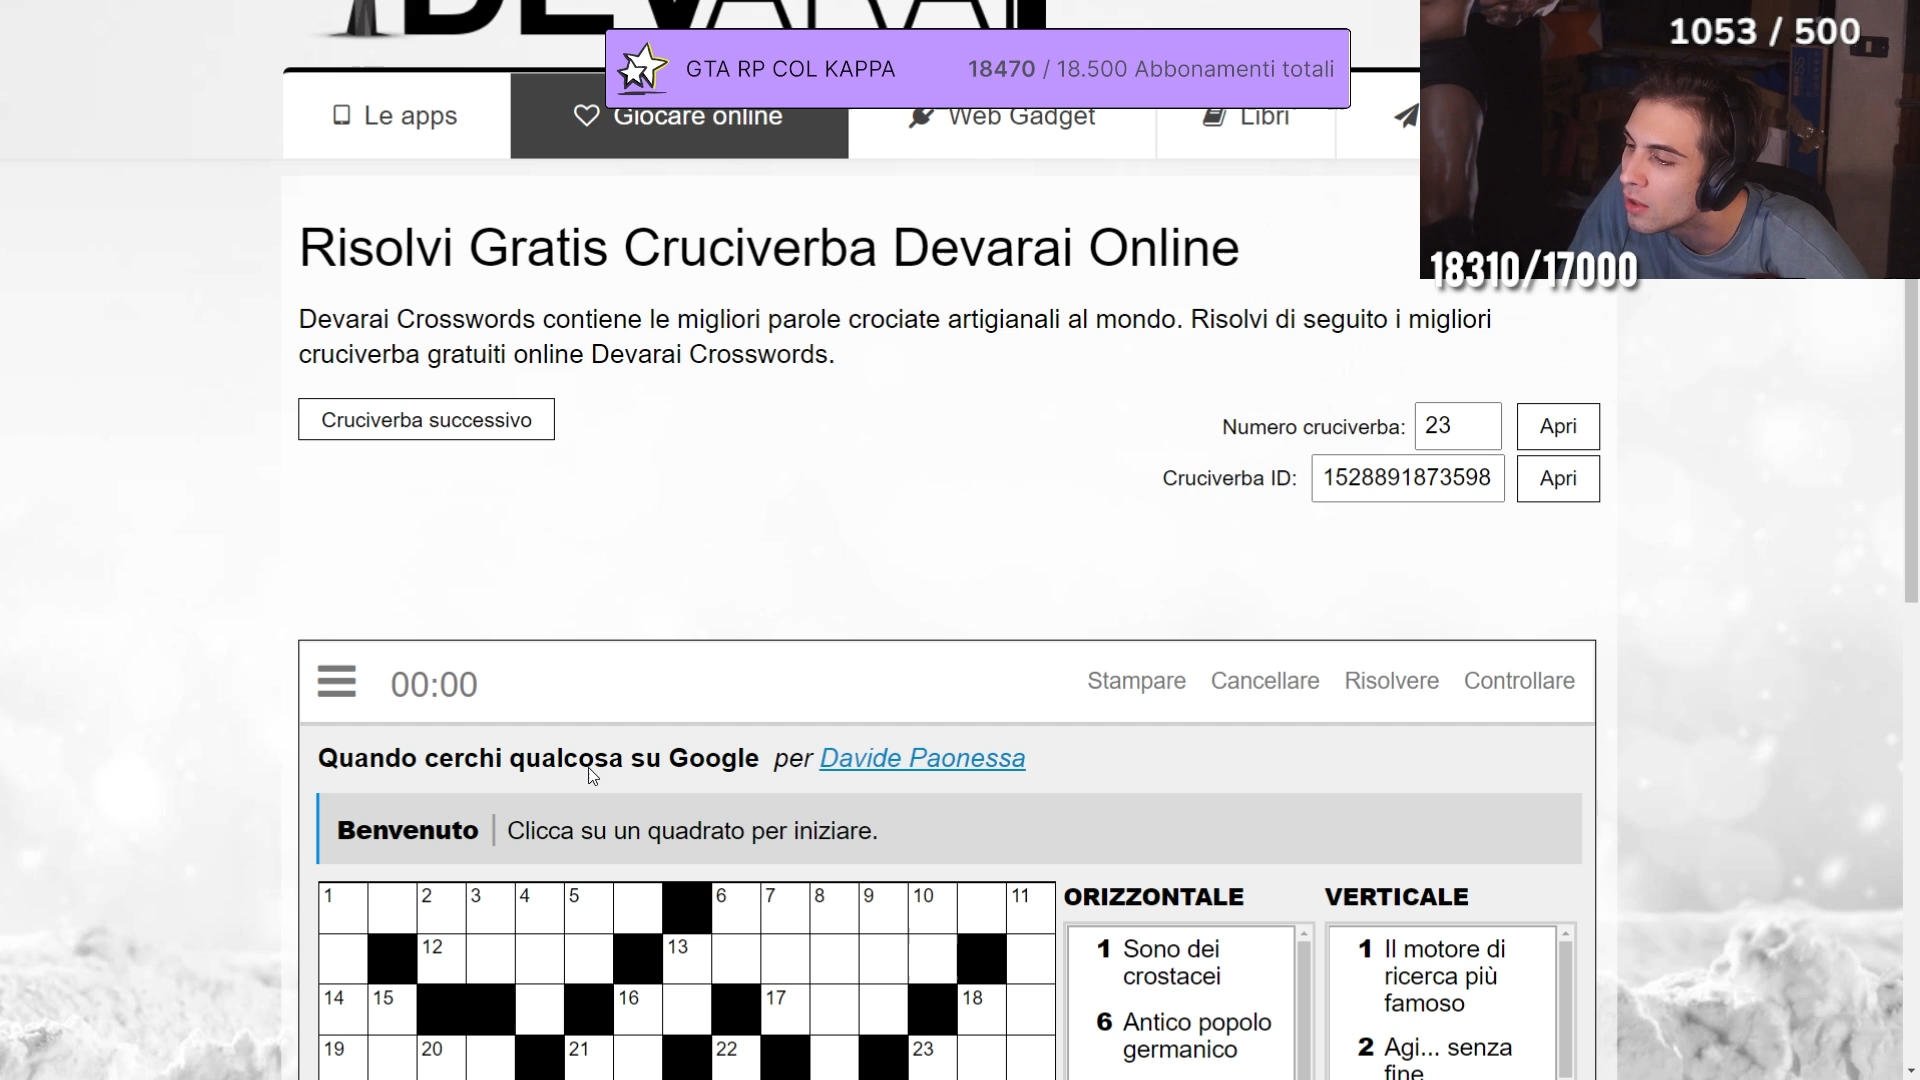 DEVARAI
1053 / 500
GTA RP COL KAPPA 18470 / 18.500 Abbonamenti totali
Le apps Giocare online Web Gadget Libri
Risolvi Gratis Cruciverba Devarai Online
18310/17000
Devarai Crosswords contiene le migliori parole crociate artigianali al mondo. Risolvi di seguito i migliori
cruciverba gratuiti online Devarai Crosswords.
Cruciverba successivo
Numero cruciverba: 23 Apri
Cruciverba ID: 1528891873598 Apri
00:00 Stampare Cancellare Risolvere Controllare
Quando cerchi qualcosa su Google per Davide Paonessa
Benvenuto | Clicca su un quadrato per iniziare.
1 2 3 4 5 6 7 8 9 10 11
12 13
14 15 16 17 18
19 20 21 22 23
ORIZZONTALE
1 Sono dei
crostacei
6 Antico popolo
germanico
VERTICALE
1 Il motore di
ricerca più
famoso
2 Agi... senza
fine